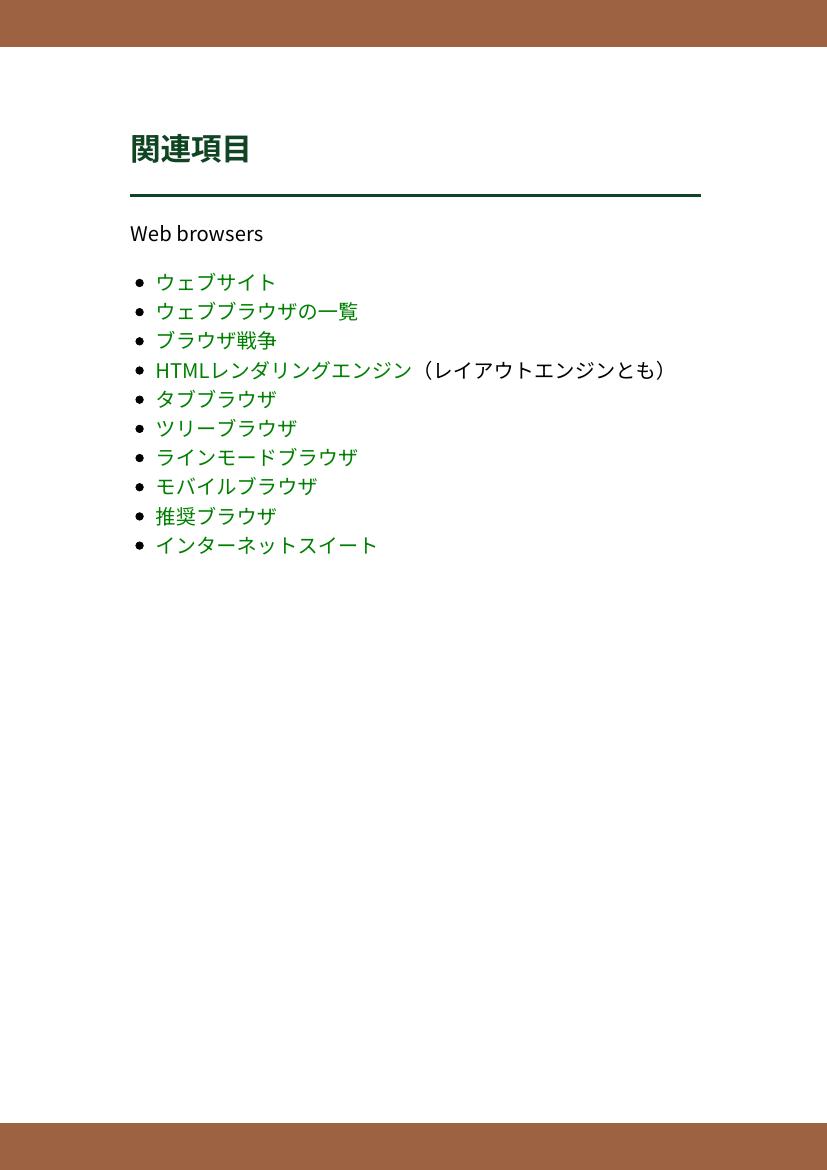 関連項目
Web browsers
• ウェブサイト
• ウェブブラウザの一覧
• ブラウザ戦争
• HTMLレンダリングエンジン（レイアウトエンジンとも）
• タブブラウザ
• ツリーブラウザ
• ラインモードブラウザ
• モバイルブラウザ
• 推奨ブラウザ
• インターネットスイート